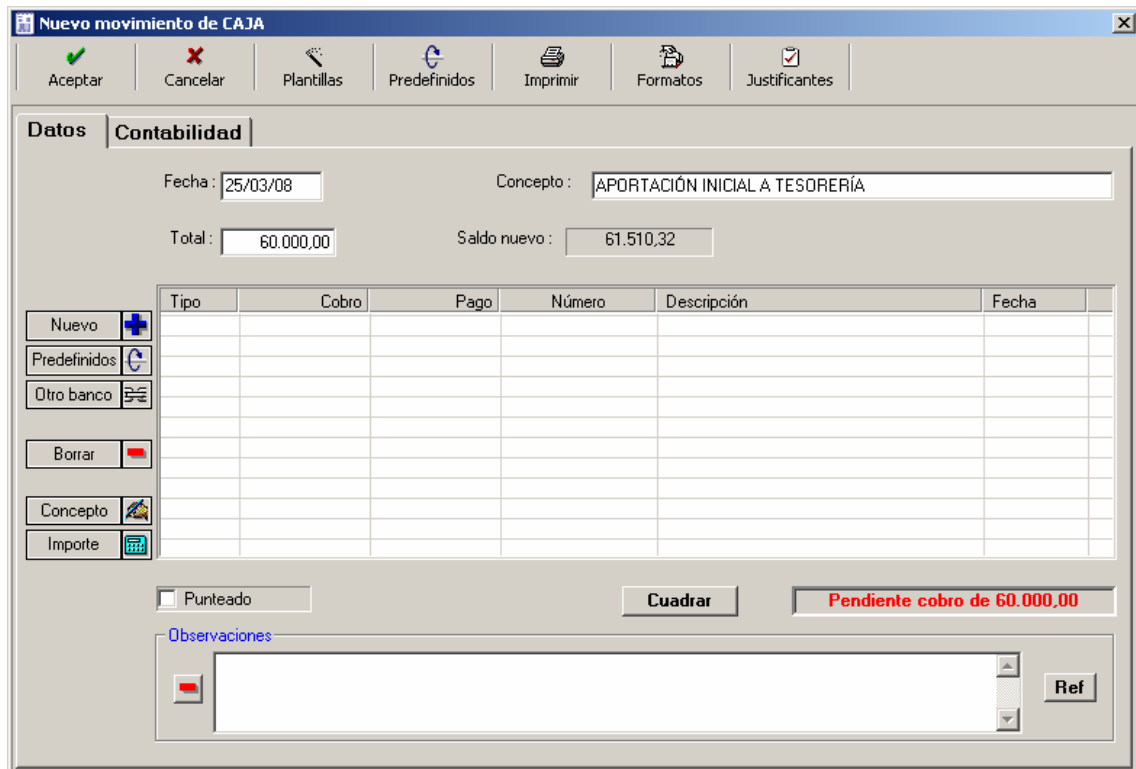 Nuevo movimiento de CAJA
Aceptar Cancelar Plantillas Predefinidos Imprimir Formatos Justificantes
Datos Contabilidad
Fecha : 25/03/08 Concepto : APORTACIÓN INICIAL A TESORERÍA
Total : 60.000,00 Saldo nuevo : 61.510,32
Tipo Cobro Pago Número Descripción Fecha
Nuevo
Predefinidos
Otro banco
Borrar
Concepto
Importe
Punteado Cuadrar Pendiente cobro de 60.000,00
Observaciones
Ref